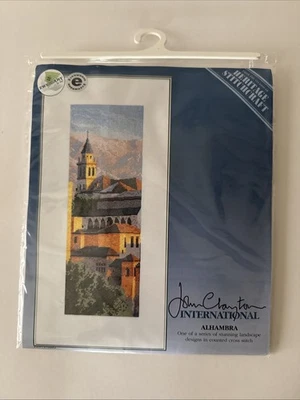 HERITAGE
STITCHCRAFT
John Clayton
INTERNATIONAL
ALHAMBRA
One of a series of stunning landscape
designs in counted cross stitch